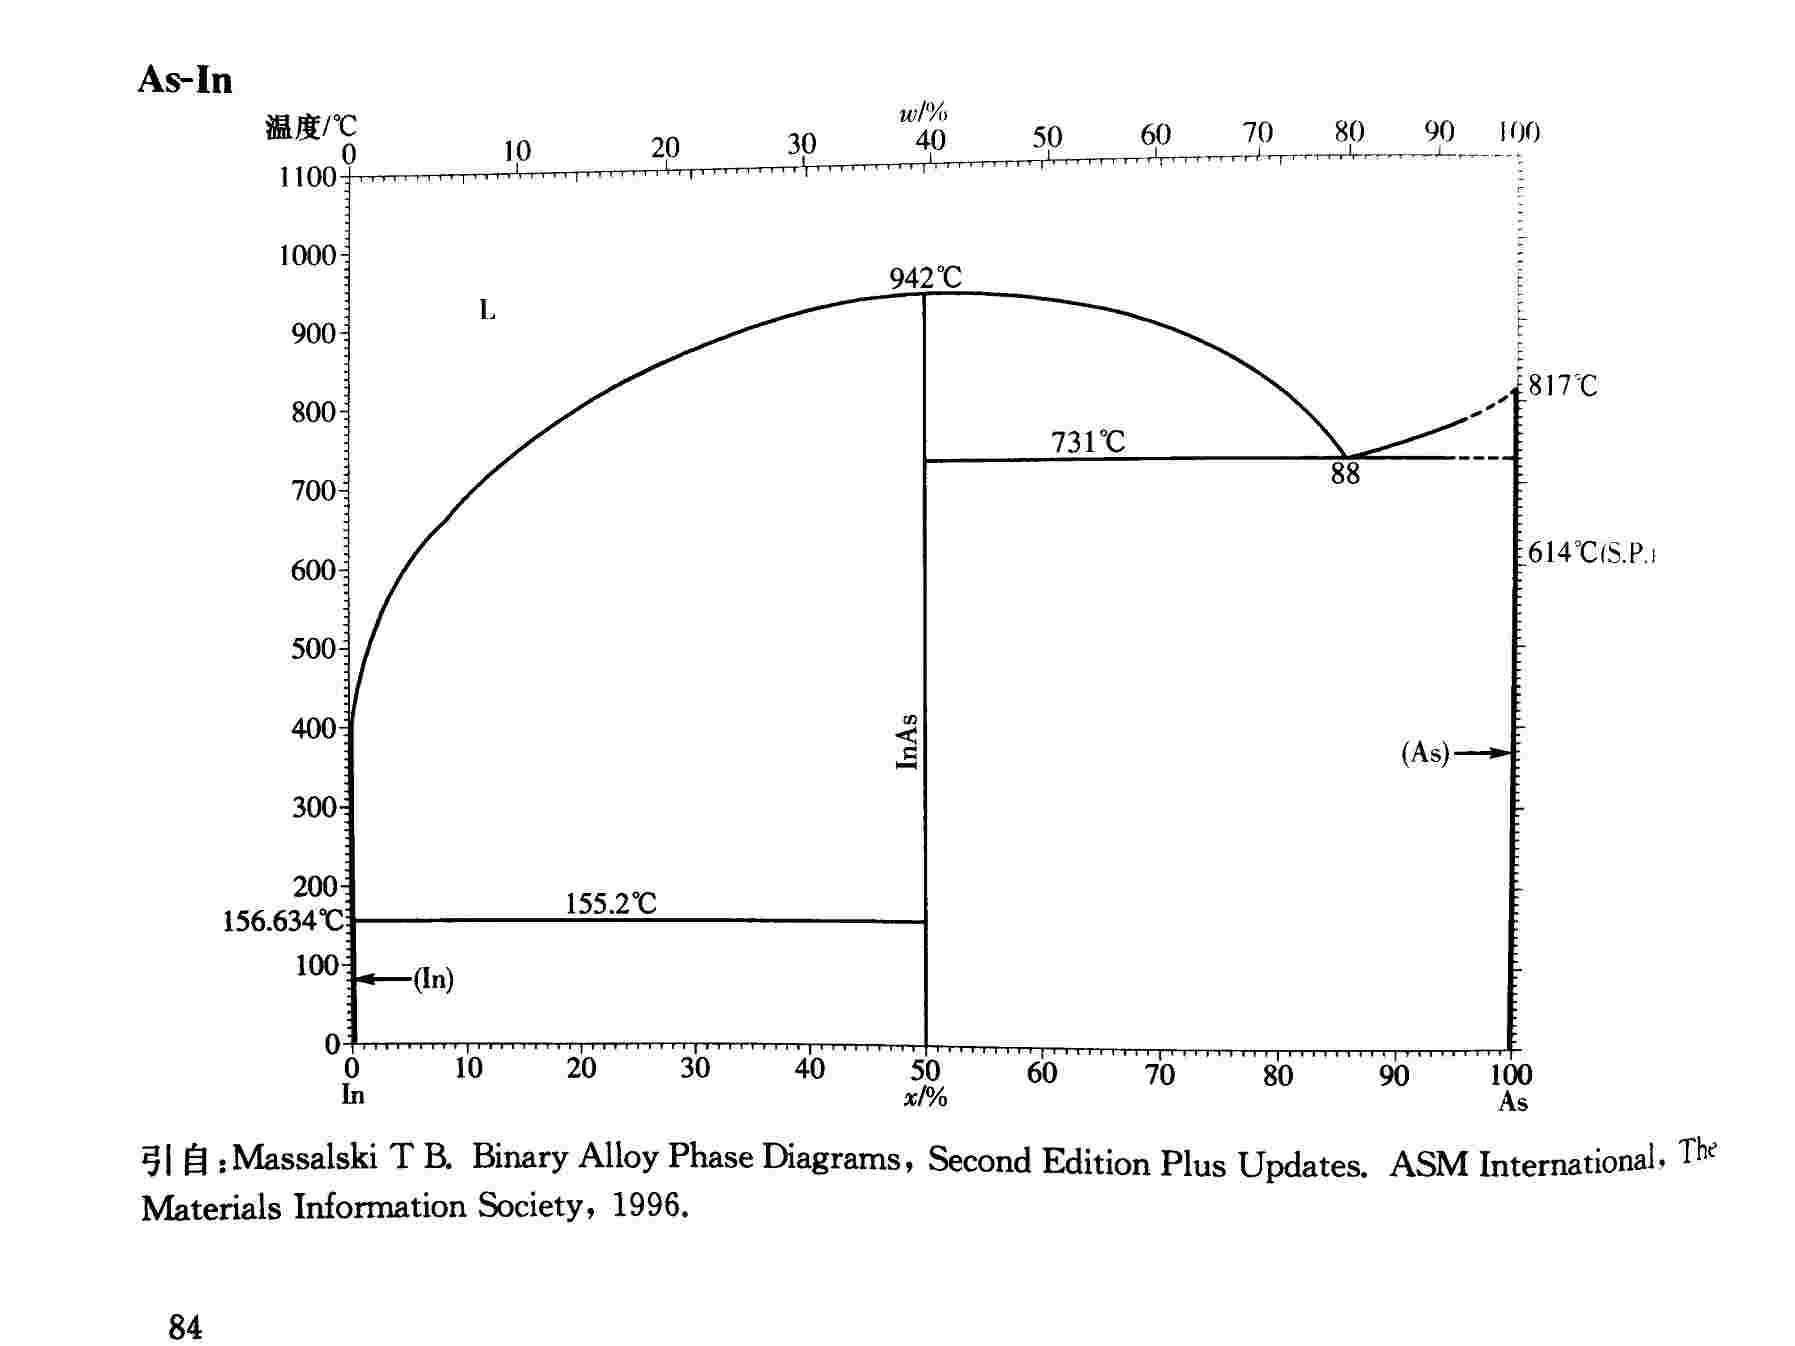 As-In
w/%
温度/℃
0 10 20 30 40 50 60 70 80 90 100
1100
1000
942℃
L
900
817℃
800
731℃
88
700
614℃(S.P.)
600
500
InAs
400
(As)
300
200
155.2℃
156.634℃
100
(In)
0
0 10 20 30 40 50 60 70 80 90 100
In x/% As
引自:Massalski T B. Binary Alloy Phase Diagrams, Second Edition Plus Updates. ASM International, The
Materials Information Society, 1996.
84